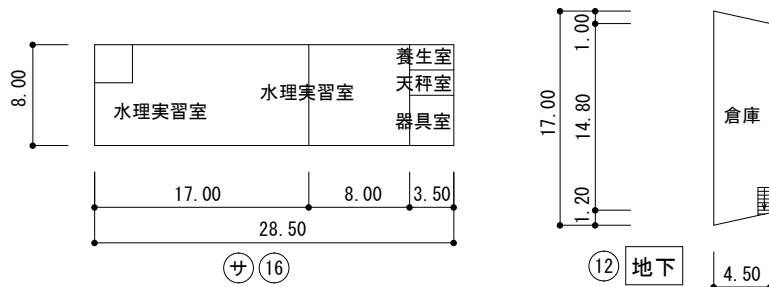 8.00
水理実習室
水理実習室
養生室
天秤室
器具室
17.00
8.00
3.50
28.50
サ 16
17.00
1.00
14.80
1.20
倉庫
12 地下
4.50